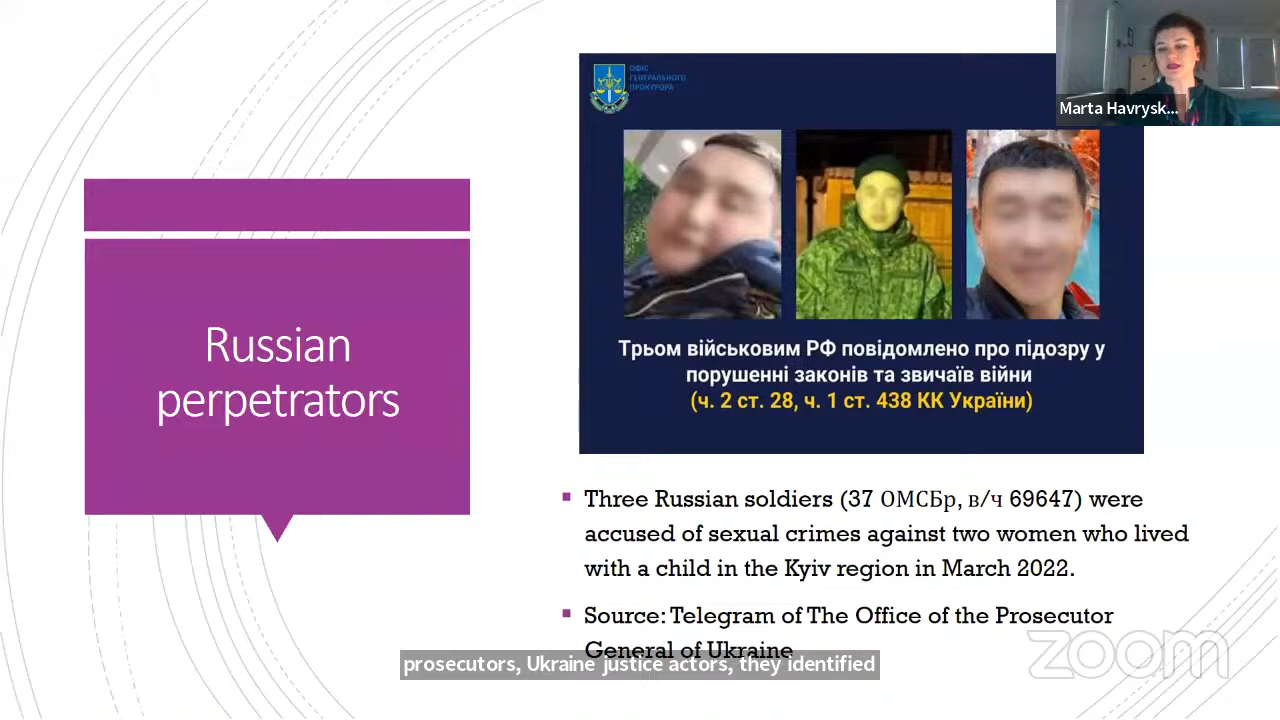 ОФІС
ГЕНЕРАЛЬНОГО
ПРОКУРОРА
Marta Havrysk...
Russian
perpetrators
Трьом військовим РФ повідомлено про підозру у
порушенні законів та звичаїв війни
(ч. 2 ст. 28, ч. 1 ст. 438 КК України)
Three Russian soldiers (37 ОМСБр, в/ч 69647) were
accused of sexual crimes against two women who lived
with a child in the Kyiv region in March 2022.
Source: Telegram of The Office of the Prosecutor
General of Ukraine
prosecutors, Ukraine justice actors, they identified
zoom